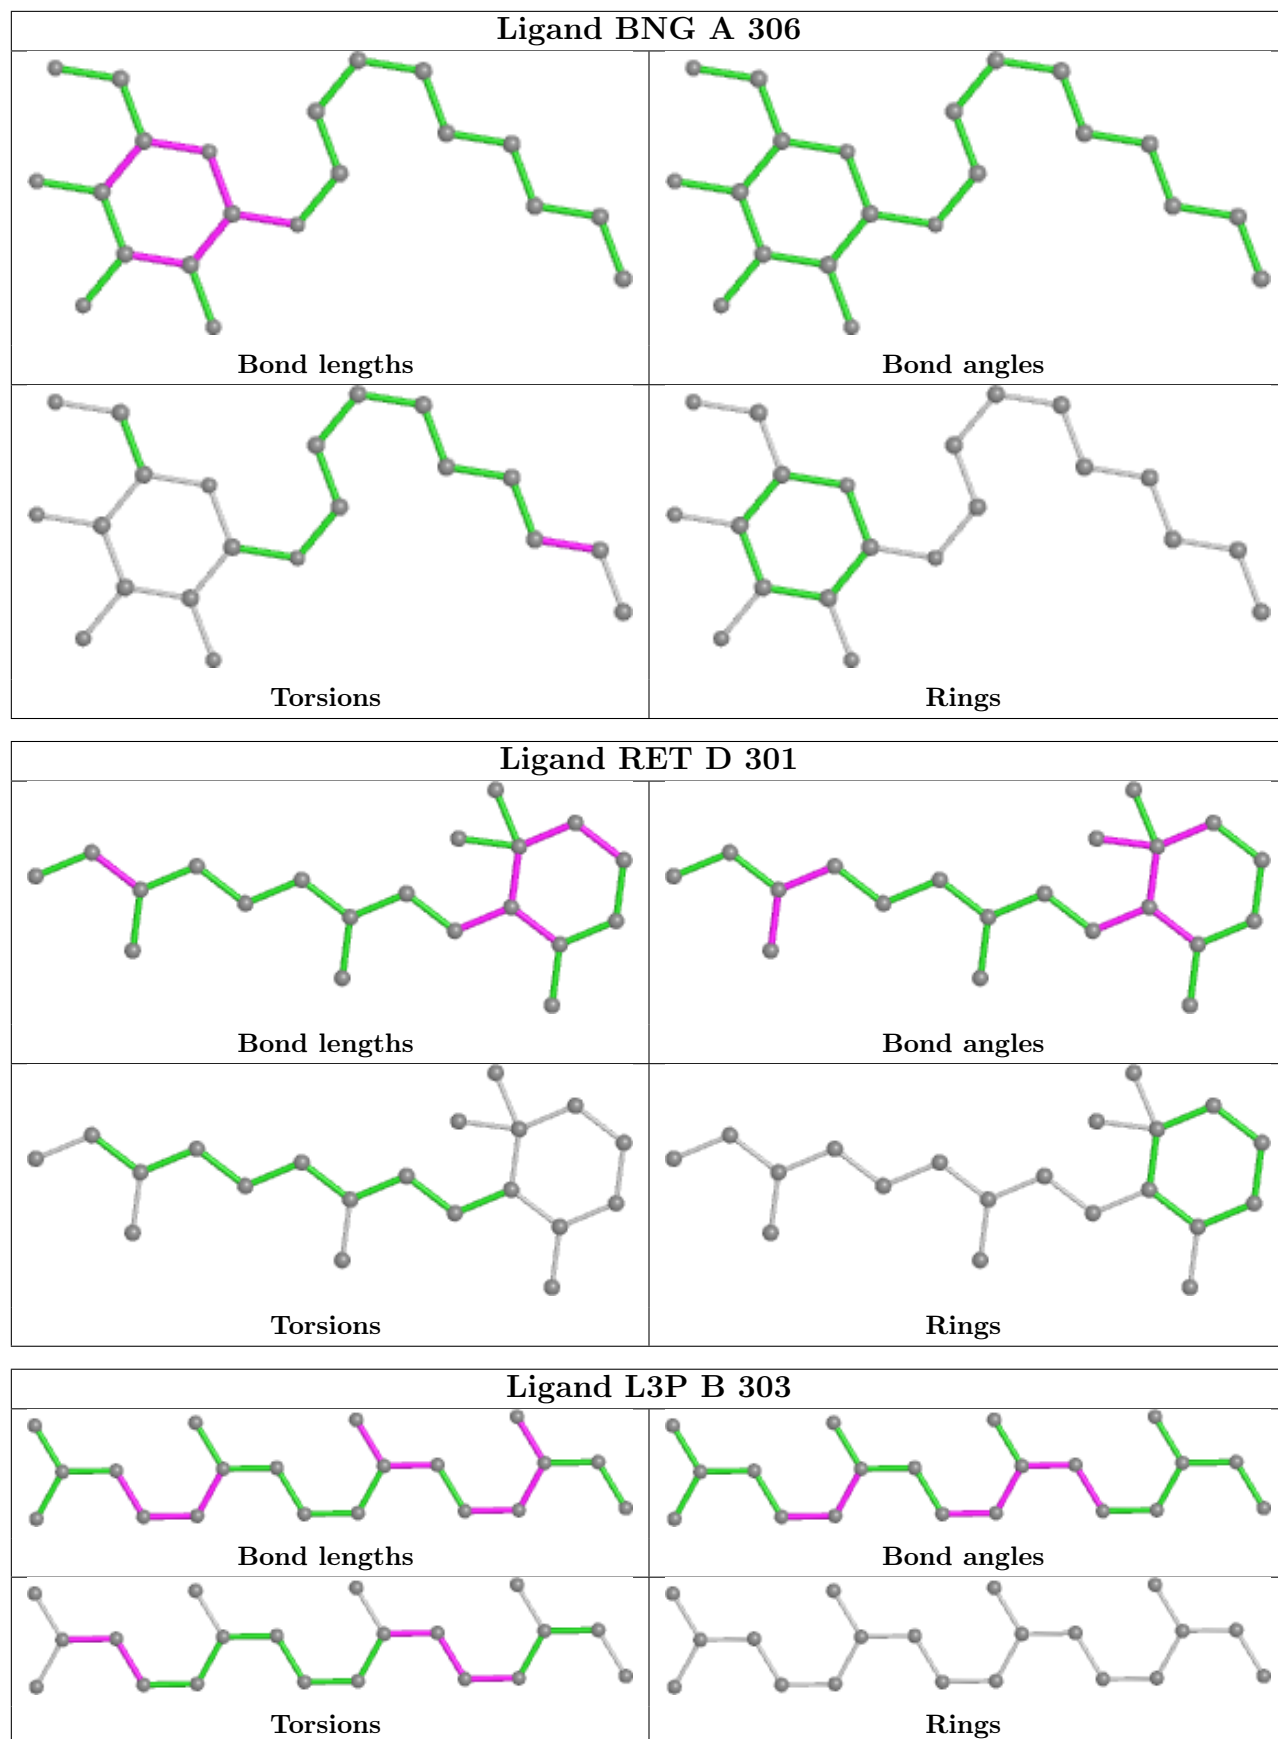 Ligand BNG A 306
Bond lengths
Bond angles
Torsions
Rings
Ligand RET D 301
Bond lengths
Bond angles
Torsions
Rings
Ligand L3P B 303
Bond lengths
Bond angles
Torsions
Rings